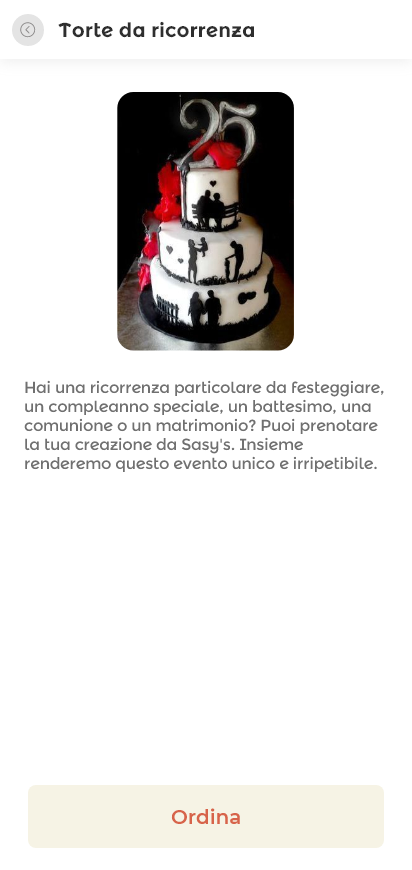 Torte da ricorrenza
25
Hai una ricorrenza particolare da festeggiare,
un compleanno speciale, un battesimo, una
comunione o un matrimonio? Puoi prenotare
la tua creazione da Sasy's. Insieme
renderemo questo evento unico e irripetibile.
Ordina